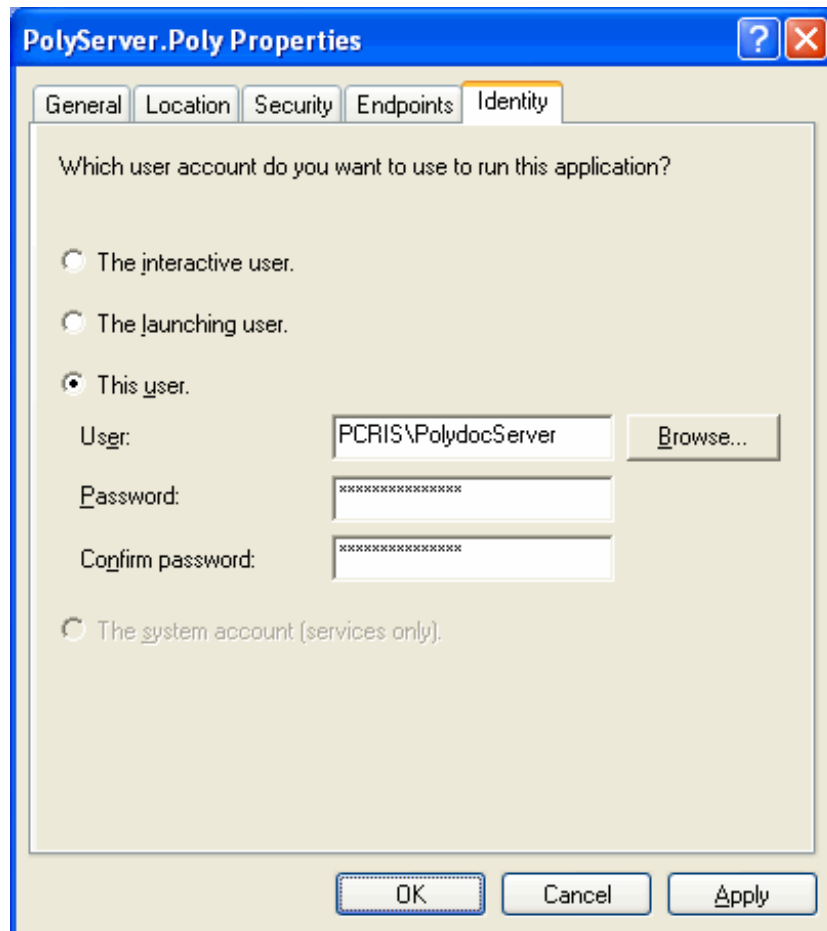 PolyServer.Poly Properties
General Location Security Endpoints Identity
Which user account do you want to use to run this application?
The interactive user.
The launching user.
This user.
User: PCRIS\PolydocServer Browse...
Password: ***************
Confirm password: ***************
The system account (services only).
OK Cancel Apply